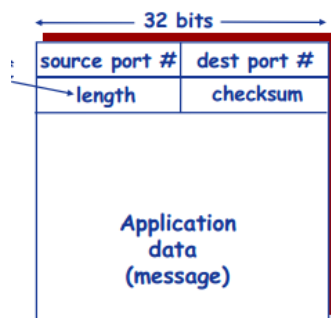 32 bits
source port # dest port #
length checksum
Application
data
(message)